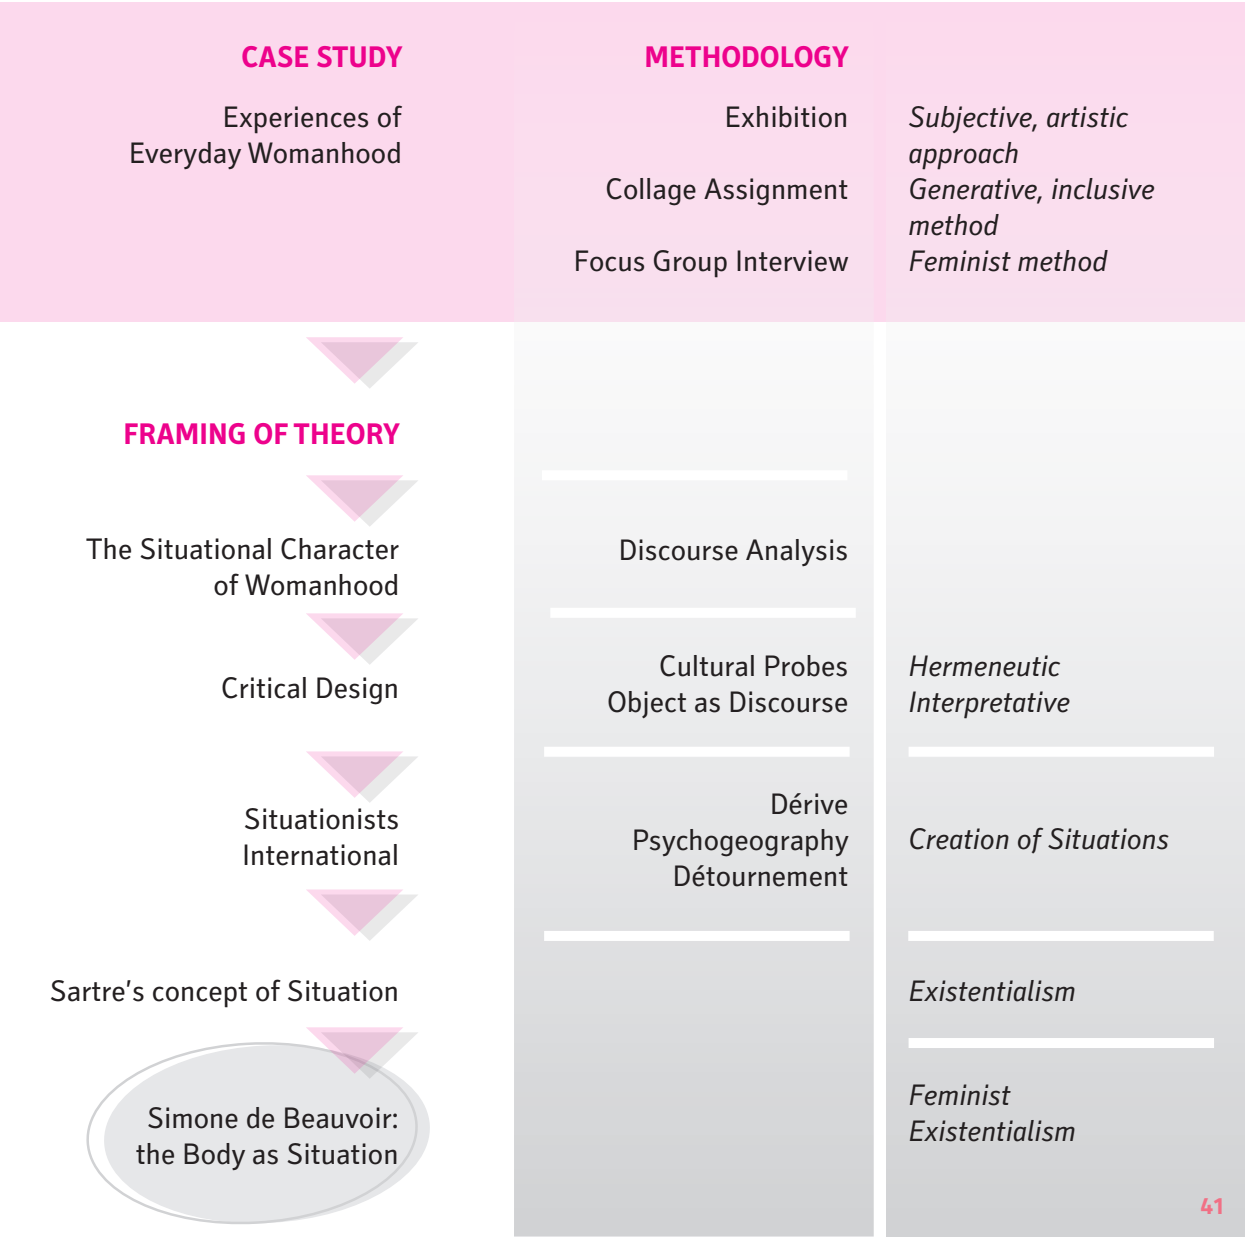 CASE STUDY
METHODOLOGY
Experiences of
Everyday Womanhood
Exhibition
Subjective, artistic
approach
Collage Assignment
Generative, inclusive
method
Focus Group Interview
Feminist method
FRAMING OF THEORY
The Situational Character
of Womanhood
Discourse Analysis
Critical Design
Cultural Probes
Object as Discourse
Hermeneutic
Interpretative
Situationists
International
Dérive
Psychogeography
Détournement
Creation of Situations
Sartre's concept of Situation
Existentialism
Simone de Beauvoir:
the Body as Situation
Feminist
Existentialism
41